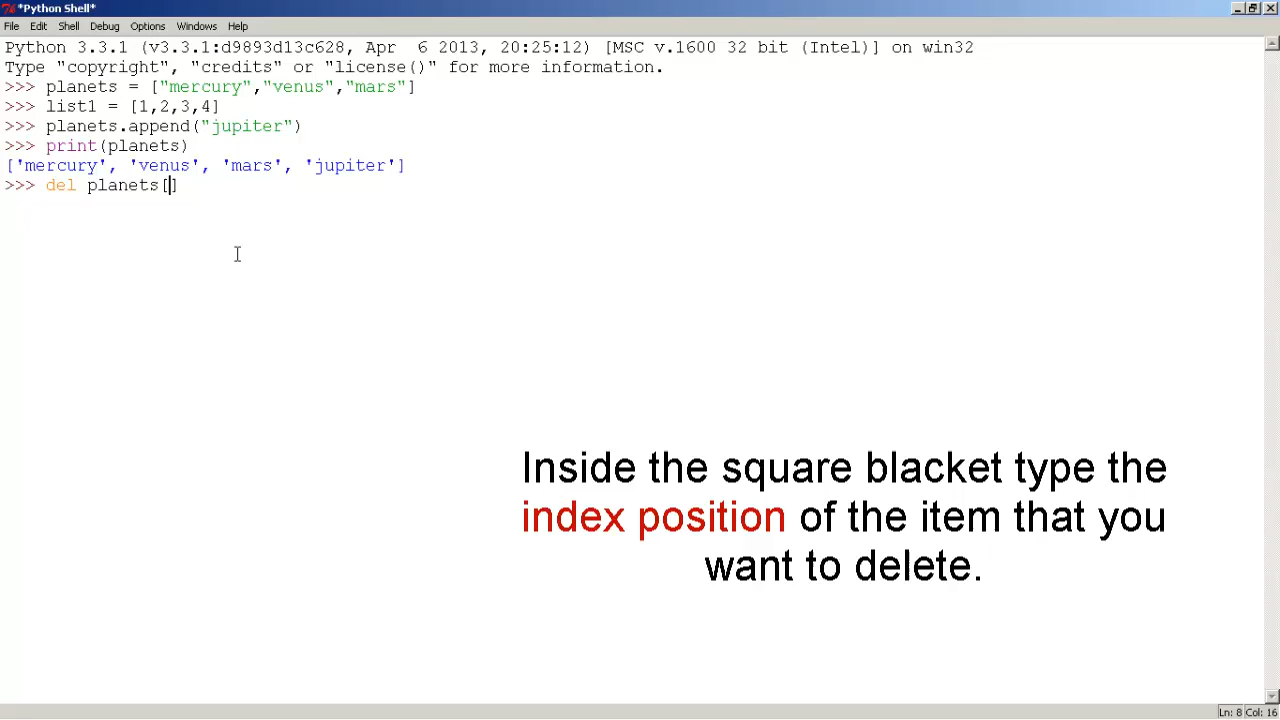 *Python Shell*
File Edit Shell Debug Options Windows Help
Python 3.3.1 (v3.3.1:d9893d13c628, Apr  6 2013, 20:25:12) [MSC v.1600 32 bit (Intel)] on win32
Type "copyright", "credits" or "license()" for more information.
>>> planets = ["mercury","venus","mars"]
>>> list1 = [1,2,3,4]
>>> planets.append("jupiter")
>>> print(planets)
['mercury', 'venus', 'mars', 'jupiter']
>>> del planets[]
Inside the square blacket type the
index position of the item that you
want to delete.
Ln: 8 Col: 16